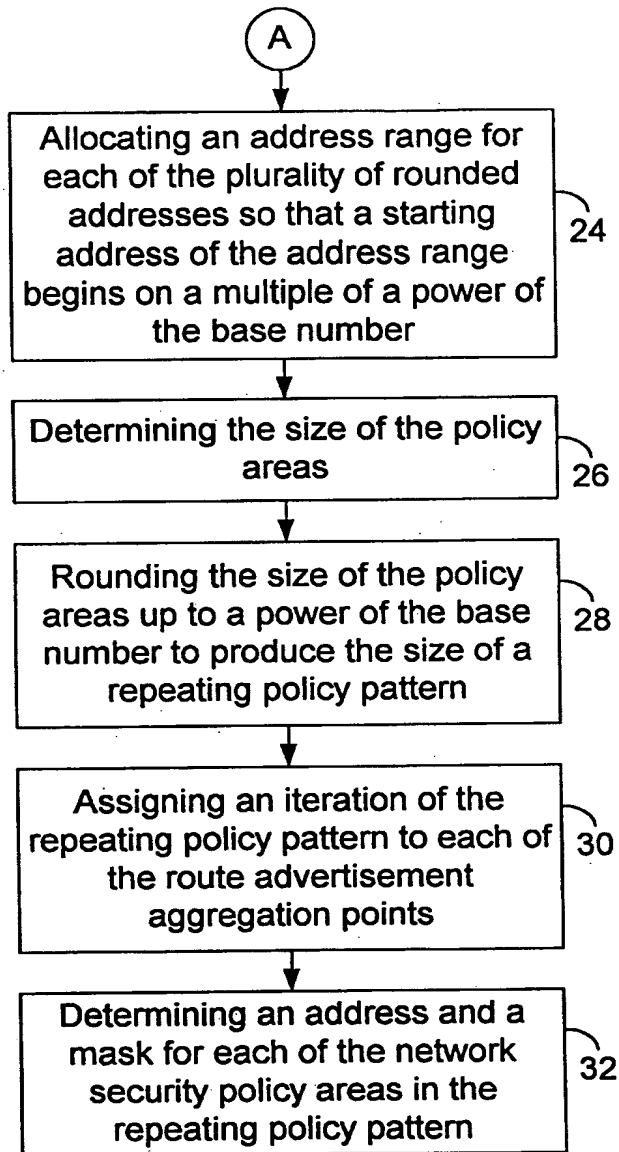 A
Allocating an address range for
each of the plurality of rounded
addresses so that a starting
address of the address range
begins on a multiple of a power of
the base number
24
Determining the size of the policy
areas
26
Rounding the size of the policy
areas up to a power of the base
number to produce the size of a
repeating policy pattern
28
Assigning an iteration of the
repeating policy pattern to each of
the route advertisement
aggregation points
30
Determining an address and a
mask for each of the network
security policy areas in the
repeating policy pattern
32